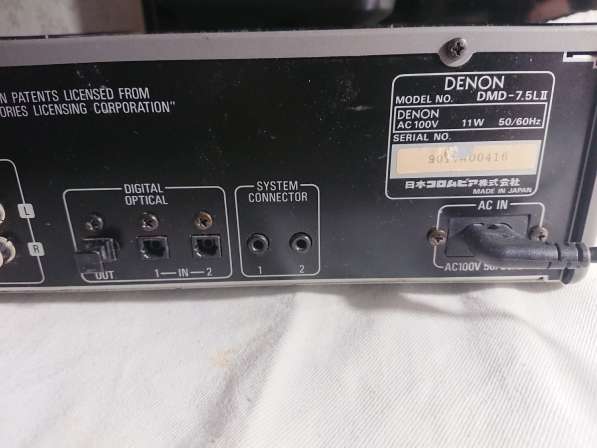 N PATENTS LICENSED FROM
ORIES LICENSING CORPORATION"
DENON
MODEL NO. DMD-7.5LII
DENON
AC 100V 11W 50/60Hz
SERIAL NO.
日本コロムビア株式会社
MADE IN JAPAN
L
R
DIGITAL
OPTICAL
OUT 1 — IN — 2
SYSTEM
CONNECTOR
1 2
AC IN
AC100V